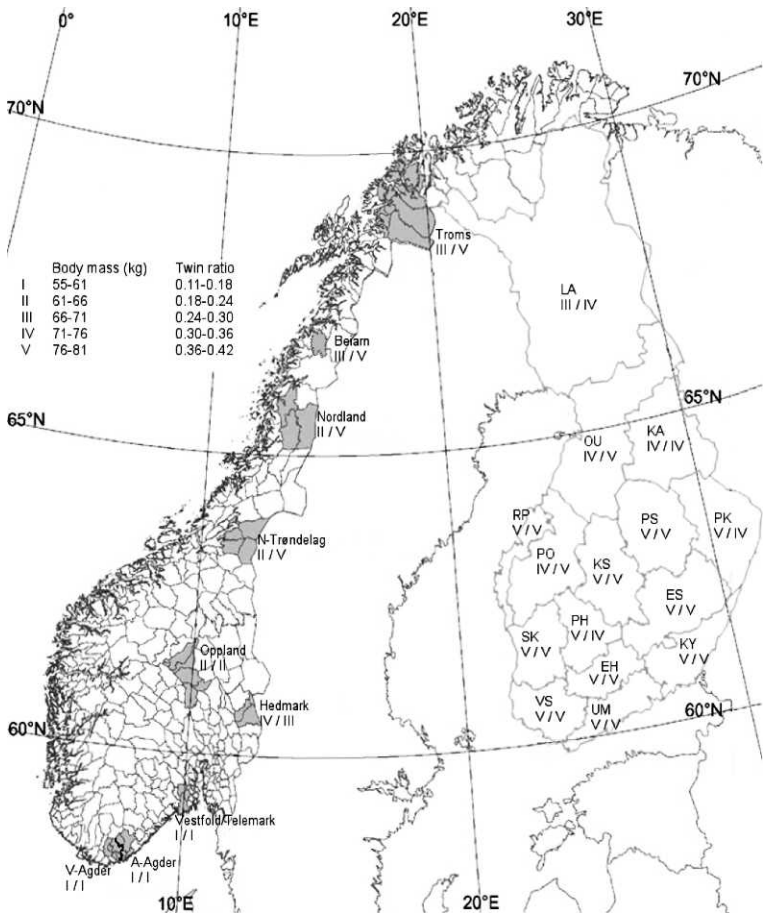 0°
10°E
20°E
30°E
70°N
70°N
Troms
III / V
Body mass (kg) Twin ratio
I 55-61 0.11-0.18
II 61-66 0.18-0.24
III 66-71 0.24-0.30
IV 71-76 0.30-0.36
V 76-81 0.36-0.42
LA
III / IV
Beiarn
III / V
65°N
65°N
Nordland
II / V
OU
IV / V
KA
IV / IV
RP
V / V
PS
V / V
PK
V / IV
N-Trøndelag
II / V
PO
IV / V
KS
V / V
ES
V / V
Oppland
II / II
SK
V / V
PH
V / IV
KY
V / V
EH
V / V
Hedmark
IV / III
VS
V / V
UM
V / V
60°N
60°N
Vestfold/Telemark
I / I
V-Agder
I / I
A-Agder
I / I
10°E
20°E